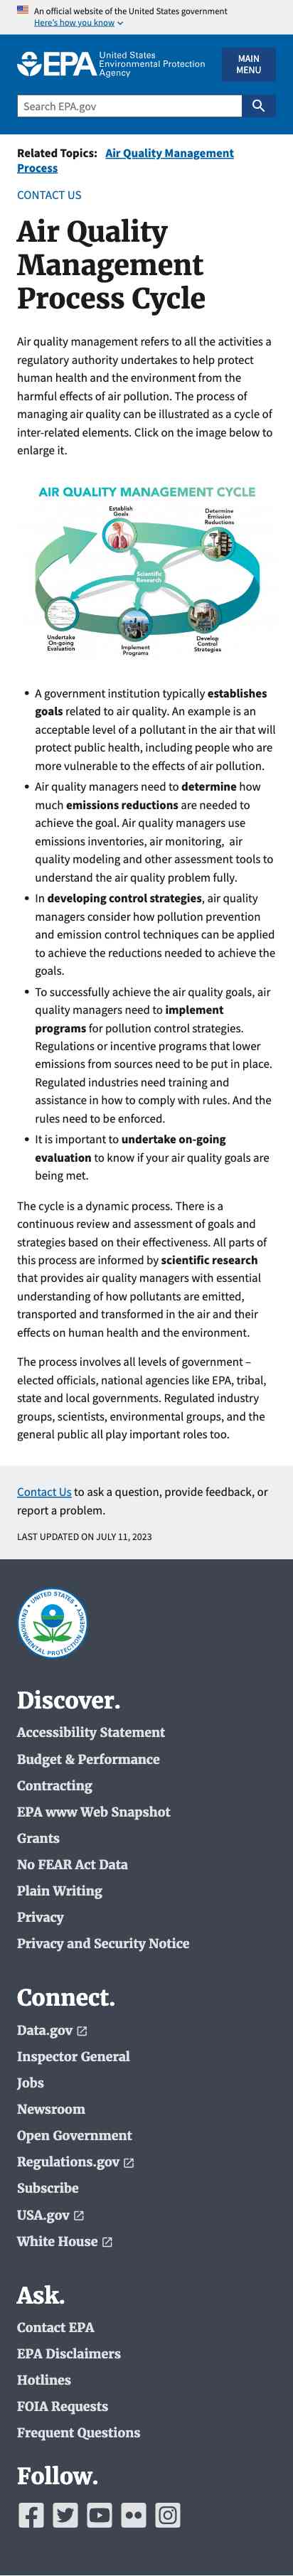 An official website of the United States government
Here's how you know
EPA United States
Environmental Protection
Agency
MAIN
MENU
Search EPA.gov
Related Topics: Air Quality Management
Process
CONTACT US
Air Quality
Management
Process Cycle
Air quality management refers to all the activities a
regulatory authority undertakes to help protect
human health and the environment from the
harmful effects of air pollution. The process of
managing air quality can be illustrated as a cycle of
inter-related elements. Click on the image below to
enlarge it.
AIR QUALITY MANAGEMENT CYCLE
Establish
Goals
Determine
Emission
Reductions
Scientific
Research
Undertake
On-going
Evaluation
Implement
Programs
Develop
Control
Strategies
• A government institution typically establishes
goals related to air quality. An example is an
acceptable level of a pollutant in the air that will
protect public health, including people who are
more vulnerable to the effects of air pollution.
• Air quality managers need to determine how
much emissions reductions are needed to
achieve the goal. Air quality managers use
emissions inventories, air monitoring, air
quality modeling and other assessment tools to
understand the air quality problem fully.
• In developing control strategies, air quality
managers consider how pollution prevention
and emission control techniques can be applied
to achieve the reductions needed to achieve the
goals.
• To successfully achieve the air quality goals, air
quality managers need to implement
programs for pollution control strategies.
Regulations or incentive programs that lower
emissions from sources need to be put in place.
Regulated industries need training and
assistance in how to comply with rules. And the
rules need to be enforced.
• It is important to undertake on-going
evaluation to know if your air quality goals are
being met.
The cycle is a dynamic process. There is a
continuous review and assessment of goals and
strategies based on their effectiveness. All parts of
this process are informed by scientific research
that provides air quality managers with essential
understanding of how pollutants are emitted,
transported and transformed in the air and their
effects on human health and the environment.
The process involves all levels of government –
elected officials, national agencies like EPA, tribal,
state and local governments. Regulated industry
groups, scientists, environmental groups, and the
general public all play important roles too.
Contact Us to ask a question, provide feedback, or
report a problem.
LAST UPDATED ON JULY 11, 2023
UNITED STATES
ENVIRONMENTAL PROTECTION AGENCY
Discover.
Accessibility Statement
Budget & Performance
Contracting
EPA www Web Snapshot
Grants
No FEAR Act Data
Plain Writing
Privacy
Privacy and Security Notice
Connect.
Data.gov
Inspector General
Jobs
Newsroom
Open Government
Regulations.gov
Subscribe
USA.gov
White House
Ask.
Contact EPA
EPA Disclaimers
Hotlines
FOIA Requests
Frequent Questions
Follow.